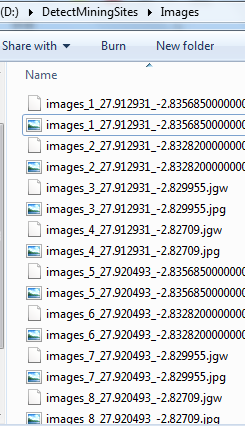 (D:) DetectMiningSites Images
Share with Burn New folder
Name
images_1_27.912931_-2.8356850000000
images_1_27.912931_-2.8356850000000
images_2_27.912931_-2.8328200000000
images_2_27.912931_-2.8328200000000
images_3_27.912931_-2.829955.jgw
images_3_27.912931_-2.829955.jpg
images_4_27.912931_-2.82709.jgw
images_4_27.912931_-2.82709.jpg
images_5_27.920493_-2.8356850000000
images_5_27.920493_-2.8356850000000
images_6_27.920493_-2.8328200000000
images_6_27.920493_-2.8328200000000
images_7_27.920493_-2.829955.jgw
images_7_27.920493_-2.829955.jpg
images_8_27.920493_-2.82709.jgw
images_8_27.920493_-2.82709.jpg